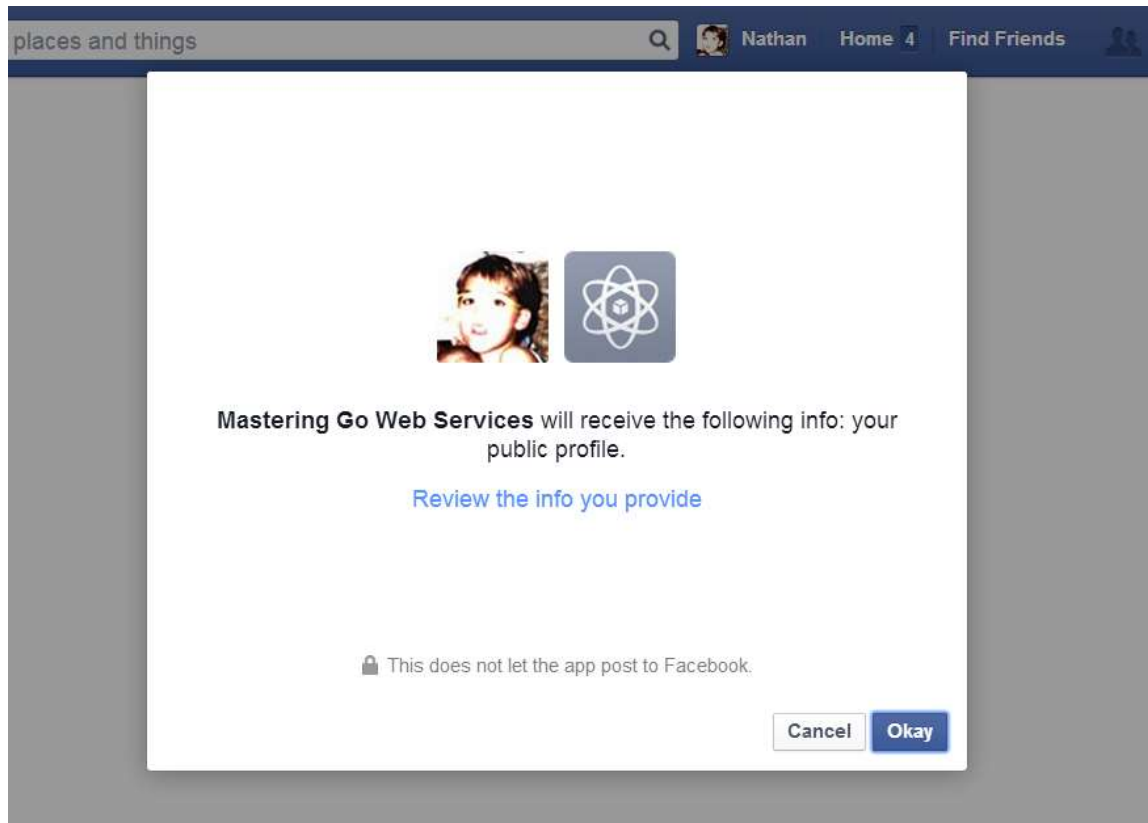 places and things Nathan Home 4 Find Friends
Mastering Go Web Services will receive the following info: your
public profile.
Review the info you provide
This does not let the app post to Facebook.
Cancel Okay